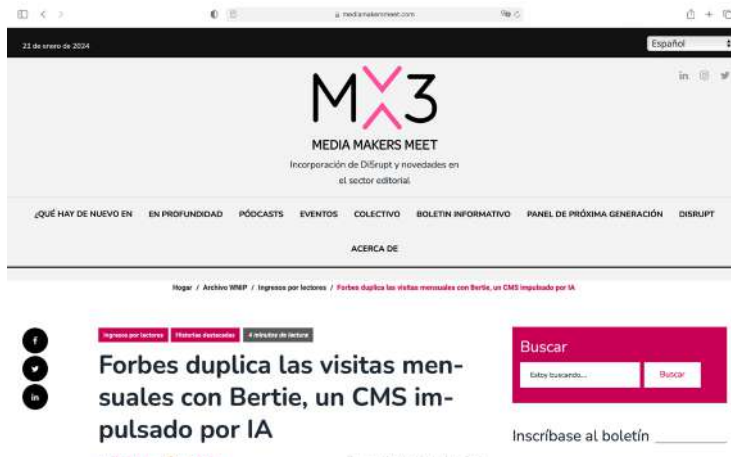 mediamakersmeet.com
21 de enero de 2024
Español
MX3
in
MEDIA MAKERS MEET
Incorporación de DiSrupt y novedades en
el sector editorial
¿QUÉ HAY DE NUEVO EN EN PROFUNDIDAD PÓDCASTS EVENTOS COLECTIVO BOLETIN INFORMATIVO PANEL DE PRÓXIMA GENERACIÓN DISRUPT
ACERCA DE
Hogar / Archivo WNIP / Ingresos por lectores / Forbes duplica las visitas mensuales con Bertie, un CMS impulsado por IA
Ingresos por lectores Historias destacadas 4 minutos de lectura
Forbes duplica las visitas men-
suales con Bertie, un CMS im-
pulsado por IA
f
in
Buscar
Estoy buscando... Buscar
Inscríbase al boletín